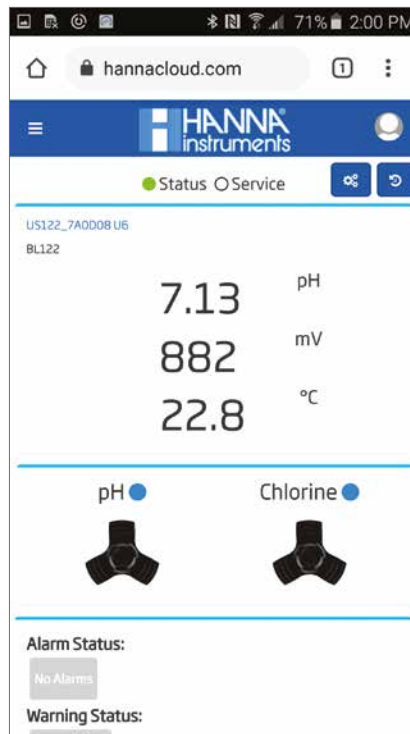 71% 2:00 PM
hannacloud.com 1
HANNA
instruments
Status Service
US122_7A0D08 U6
BL122
7.13 pH
882 mV
22.8 °C
pH Chlorine
Alarm Status:
No Alarms
Warning Status: